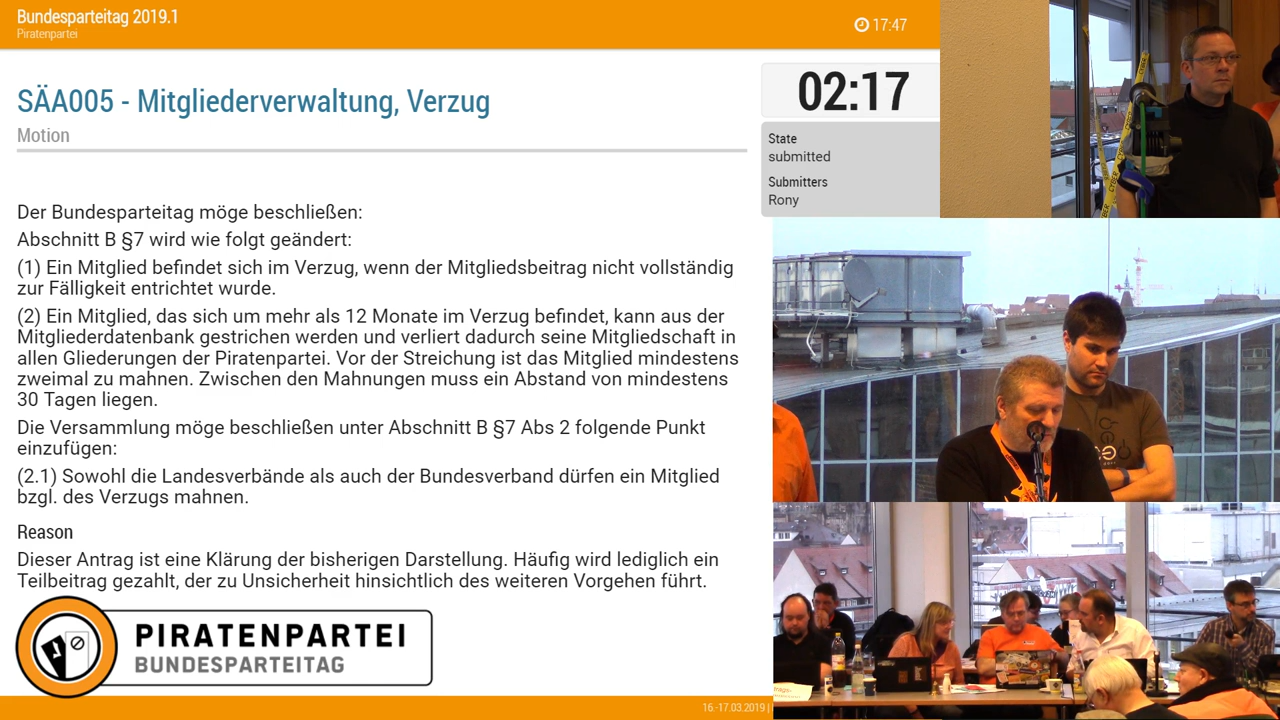 Bundesparteitag 2019.1
Piratenpartei
17:47
SÄA005 - Mitgliederverwaltung, Verzug
Motion
02:17
State
submitted
Submitters
Rony
Der Bundesparteitag möge beschließen:
Abschnitt B §7 wird wie folgt geändert:
(1) Ein Mitglied befindet sich im Verzug, wenn der Mitgliedsbeitrag nicht vollständig
zur Fälligkeit entrichtet wurde.
(2) Ein Mitglied, das sich um mehr als 12 Monate im Verzug befindet, kann aus der
Mitgliederdatenbank gestrichen werden und verliert dadurch seine Mitgliedschaft in
allen Gliederungen der Piratenpartei. Vor der Streichung ist das Mitglied mindestens
zweimal zu mahnen. Zwischen den Mahnungen muss ein Abstand von mindestens
30 Tagen liegen.
Die Versammlung möge beschließen unter Abschnitt B §7 Abs 2 folgende Punkt
einzufügen:
(2.1) Sowohl die Landesverbände als auch der Bundesverband dürfen ein Mitglied
bzgl. des Verzugs mahnen.
Reason
Dieser Antrag ist eine Klärung der bisherigen Darstellung. Häufig wird lediglich ein
Teilbeitrag gezahlt, der zu Unsicherheit hinsichtlich des weiteren Vorgehen führt.
PIRATENPARTEI
BUNDESPARTEITAG
16.-17.03.2019 |
CYBER